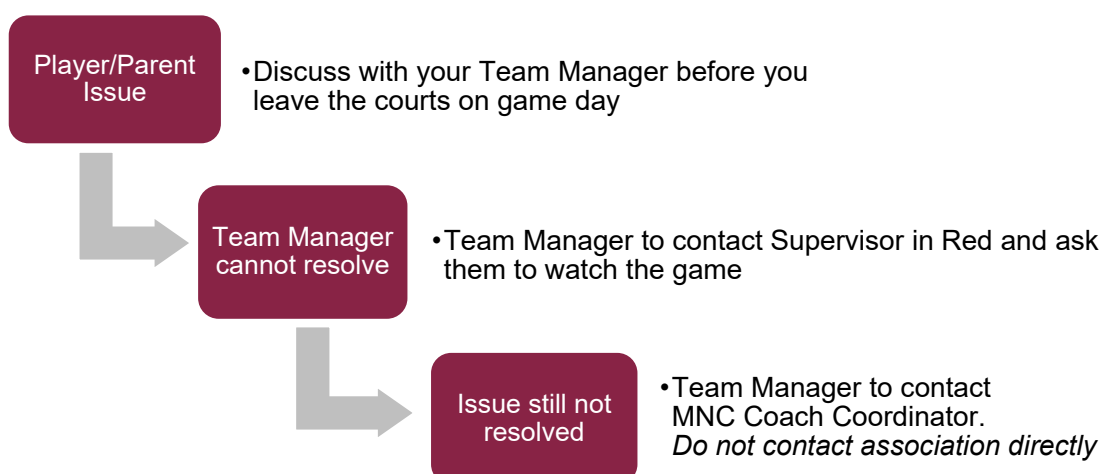 Player/Parent
Issue
•Discuss with your Team Manager before you
leave the courts on game day
Team Manager
cannot resolve
•Team Manager to contact Supervisor in Red and ask
them to watch the game
Issue still not
resolved
•Team Manager to contact
MNC Coach Coordinator.
Do not contact association directly